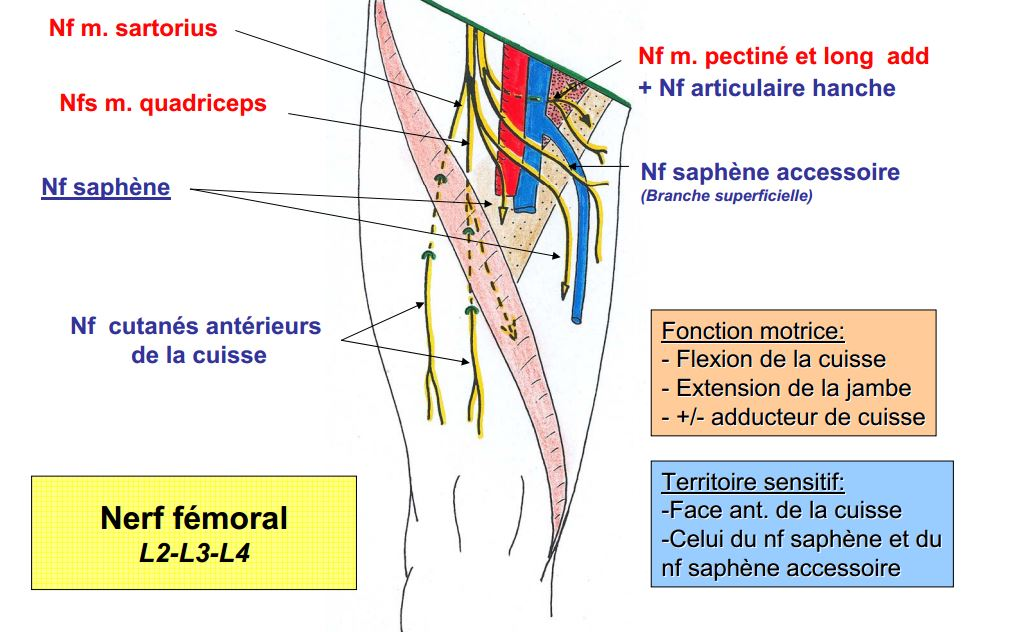 Nf m. sartorius
Nfs m. quadriceps
Nf saphène
Nf  cutanés antérieurs
de la cuisse
Nerf fémoral
L2-L3-L4
Nf m. pectiné et long  add
+ Nf articulaire hanche
Nf saphène accessoire
(Branche superficielle)
Fonction motrice:
- Flexion de la cuisse
- Extension de la jambe
- +/- adducteur de cuisse
Territoire sensitif:
-Face ant. de la cuisse
-Celui du nf saphène et du
nf saphène accessoire